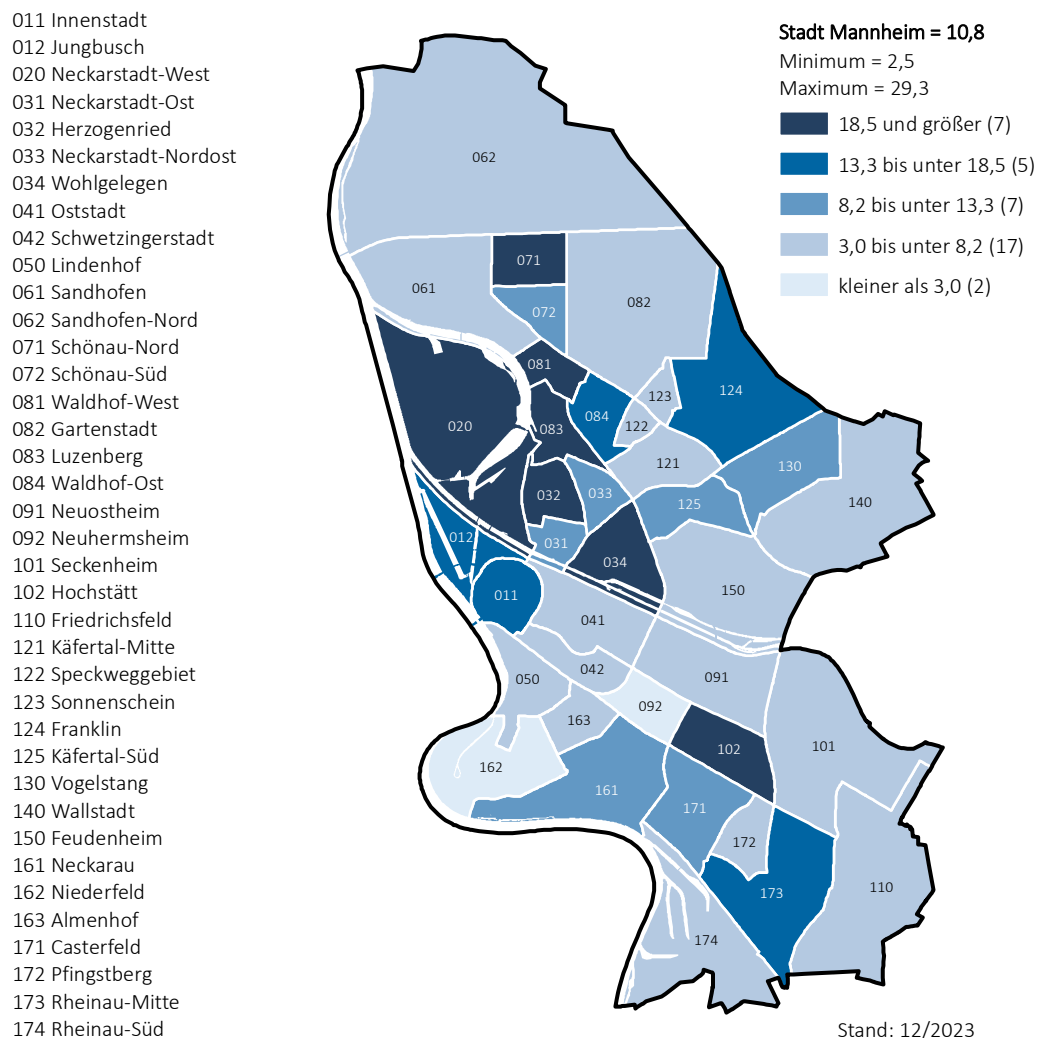 011 Innenstadt
012 Jungbusch
020 Neckarstadt-West
031 Neckarstadt-Ost
032 Herzogenried
033 Neckarstadt-Nordost
034 Wohlgelegen
041 Oststadt
042 Schwetzingerstadt
050 Lindenhof
061 Sandhofen
062 Sandhofen-Nord
071 Schönau-Nord
072 Schönau-Süd
081 Waldhof-West
082 Gartenstadt
083 Luzenberg
084 Waldhof-Ost
091 Neuostheim
092 Neuhermsheim
101 Seckenheim
102 Hochstätt
110 Friedrichsfeld
121 Käfertal-Mitte
122 Speckweggebiet
123 Sonnenschein
124 Franklin
125 Käfertal-Süd
130 Vogelstang
140 Wallstadt
150 Feudenheim
161 Neckarau
162 Niederfeld
163 Almenhof
171 Casterfeld
172 Pfingstberg
173 Rheinau-Mitte
174 Rheinau-Süd
Stadt Mannheim = 10,8
Minimum = 2,5
Maximum = 29,3
18,5 und größer (7)
13,3 bis unter 18,5 (5)
8,2 bis unter 13,3 (7)
3,0 bis unter 8,2 (17)
kleiner als 3,0 (2)
062
071
061
082
072
081
124
123
084
020
122
083
121
130
032
033
140
125
012
031
034
150
011
041
042
091
050
092
163
101
102
162
161
171
172
110
173
174
Stand: 12/2023